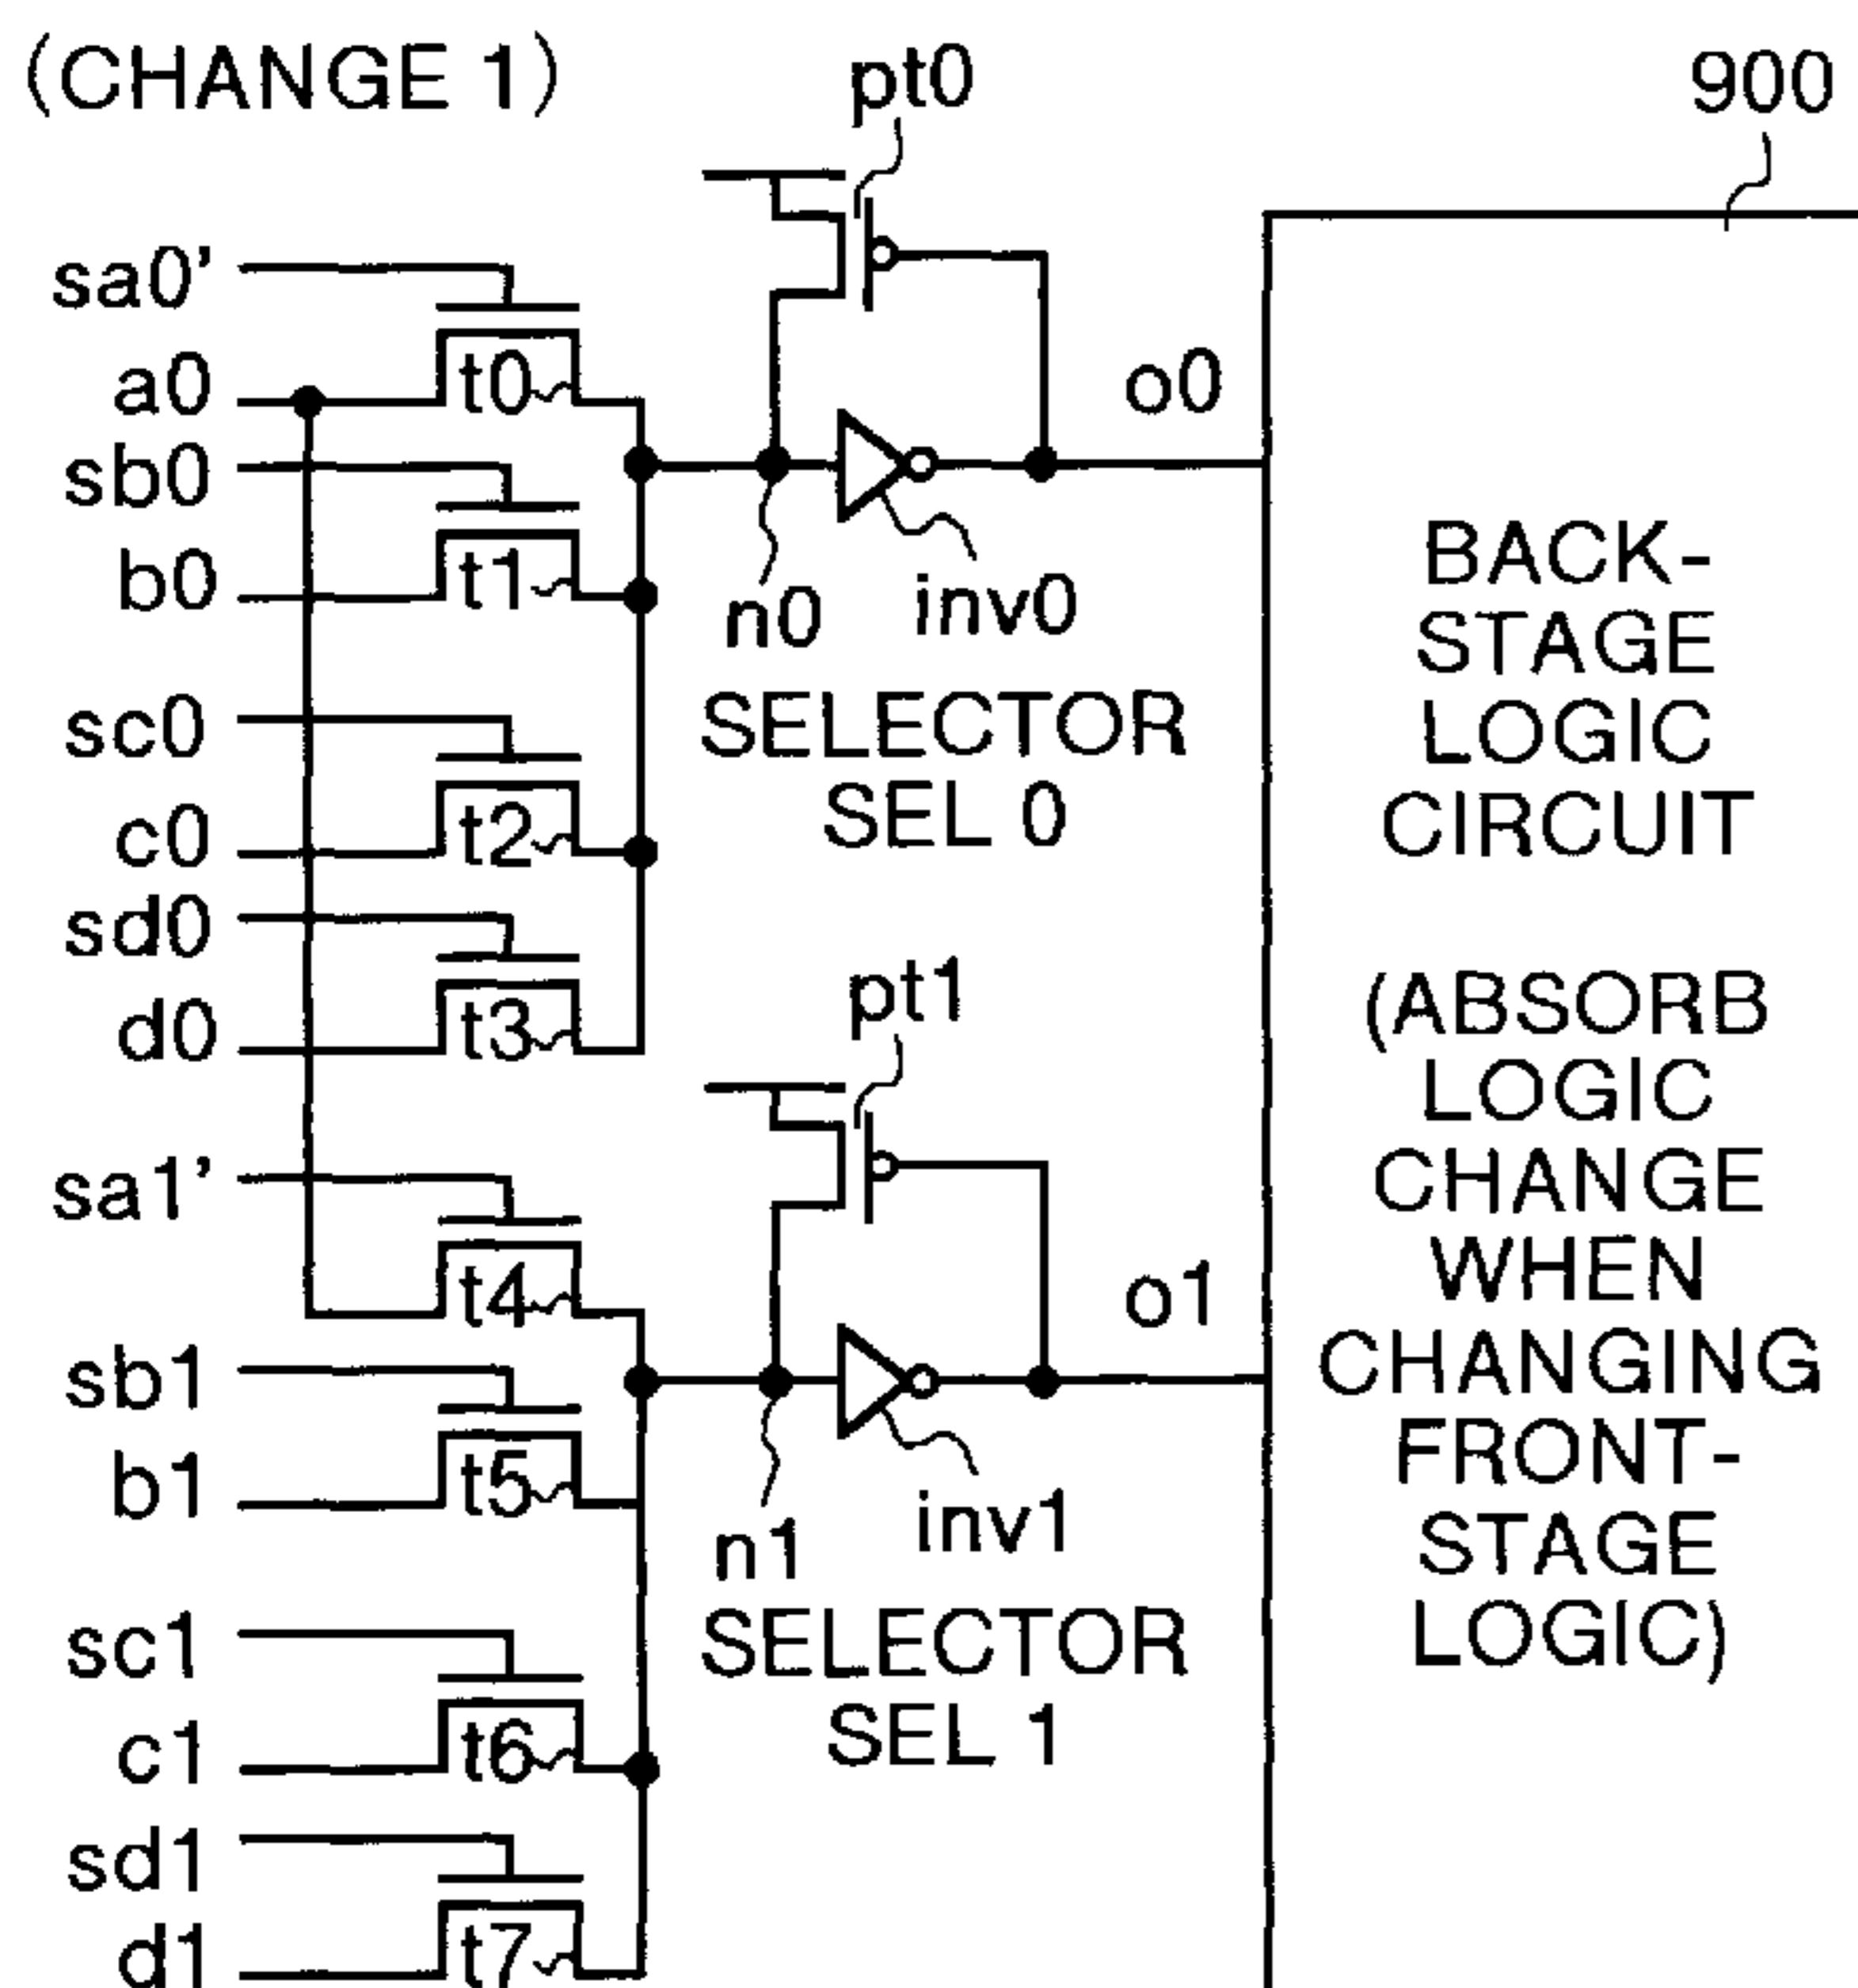 (CHANGE 1)
pt0
900
sa0'
a0
t0
o0
sb0
b0
t1
n0
inv0
sc0
SELECTOR
SEL 0
c0
t2
sd0
d0
t3
pt1
sa1'
t4
o1
sb1
b1
t5
n1
inv1
sc1
SELECTOR
SEL 1
c1
t6
sd1
d1
t7
BACK-
STAGE
LOGIC
CIRCUIT
(ABSORB
LOGIC
CHANGE
WHEN
CHANGING
FRONT-
STAGE
LOGIC)